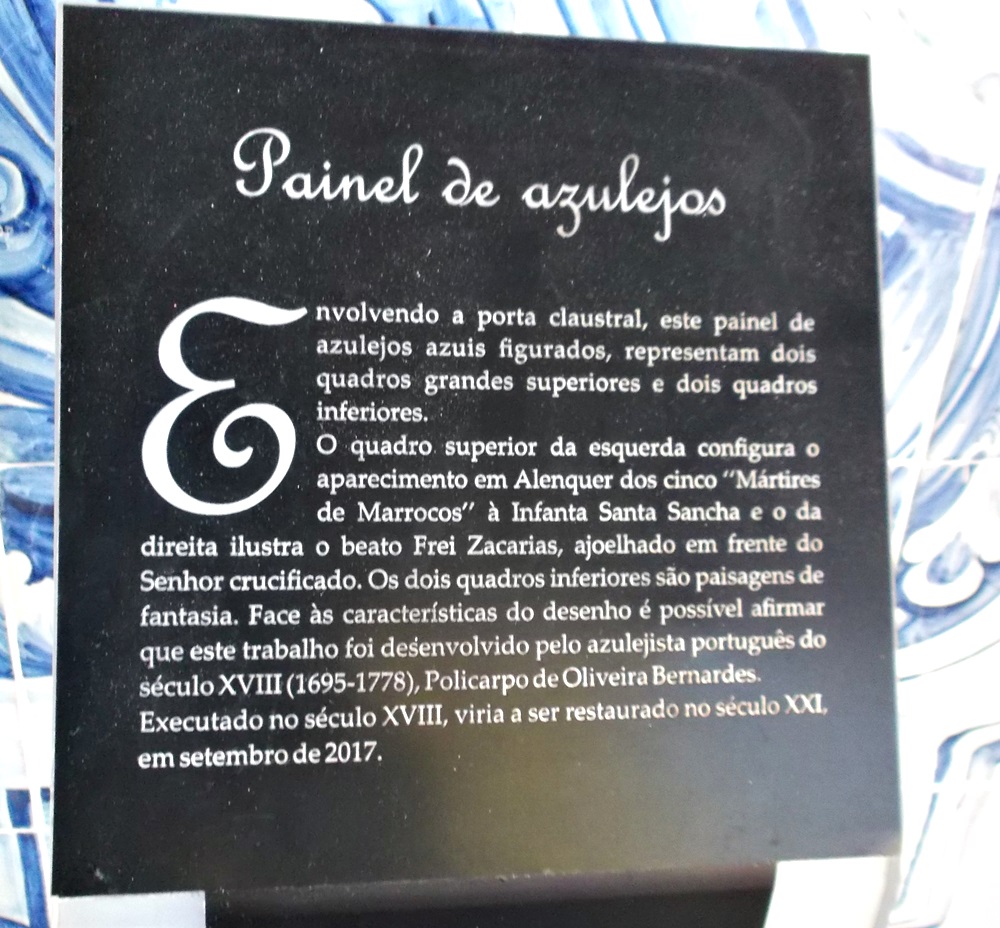 Painel de azulejos
Envolvendo a porta claustral, este painel de
azulejos azuis figurados, representam dois
quadros grandes superiores e dois quadros
inferiores.
O quadro superior da esquerda configura o
aparecimento em Alenquer dos cinco "Mártires
de Marrocos" à Infanta Santa Sancha e o da
direita ilustra o beato Frei Zacarias, ajoelhado em frente do
Senhor crucificado. Os dois quadros inferiores são paisagens de
fantasia. Face às características do desenho é possível afirmar
que este trabalho foi desenvolvido pelo azulejista português do
século XVIII (1695-1778), Policarpo de Oliveira Bernardes.
Executado no século XVIII, viria a ser restaurado no século XXI,
em setembro de 2017.